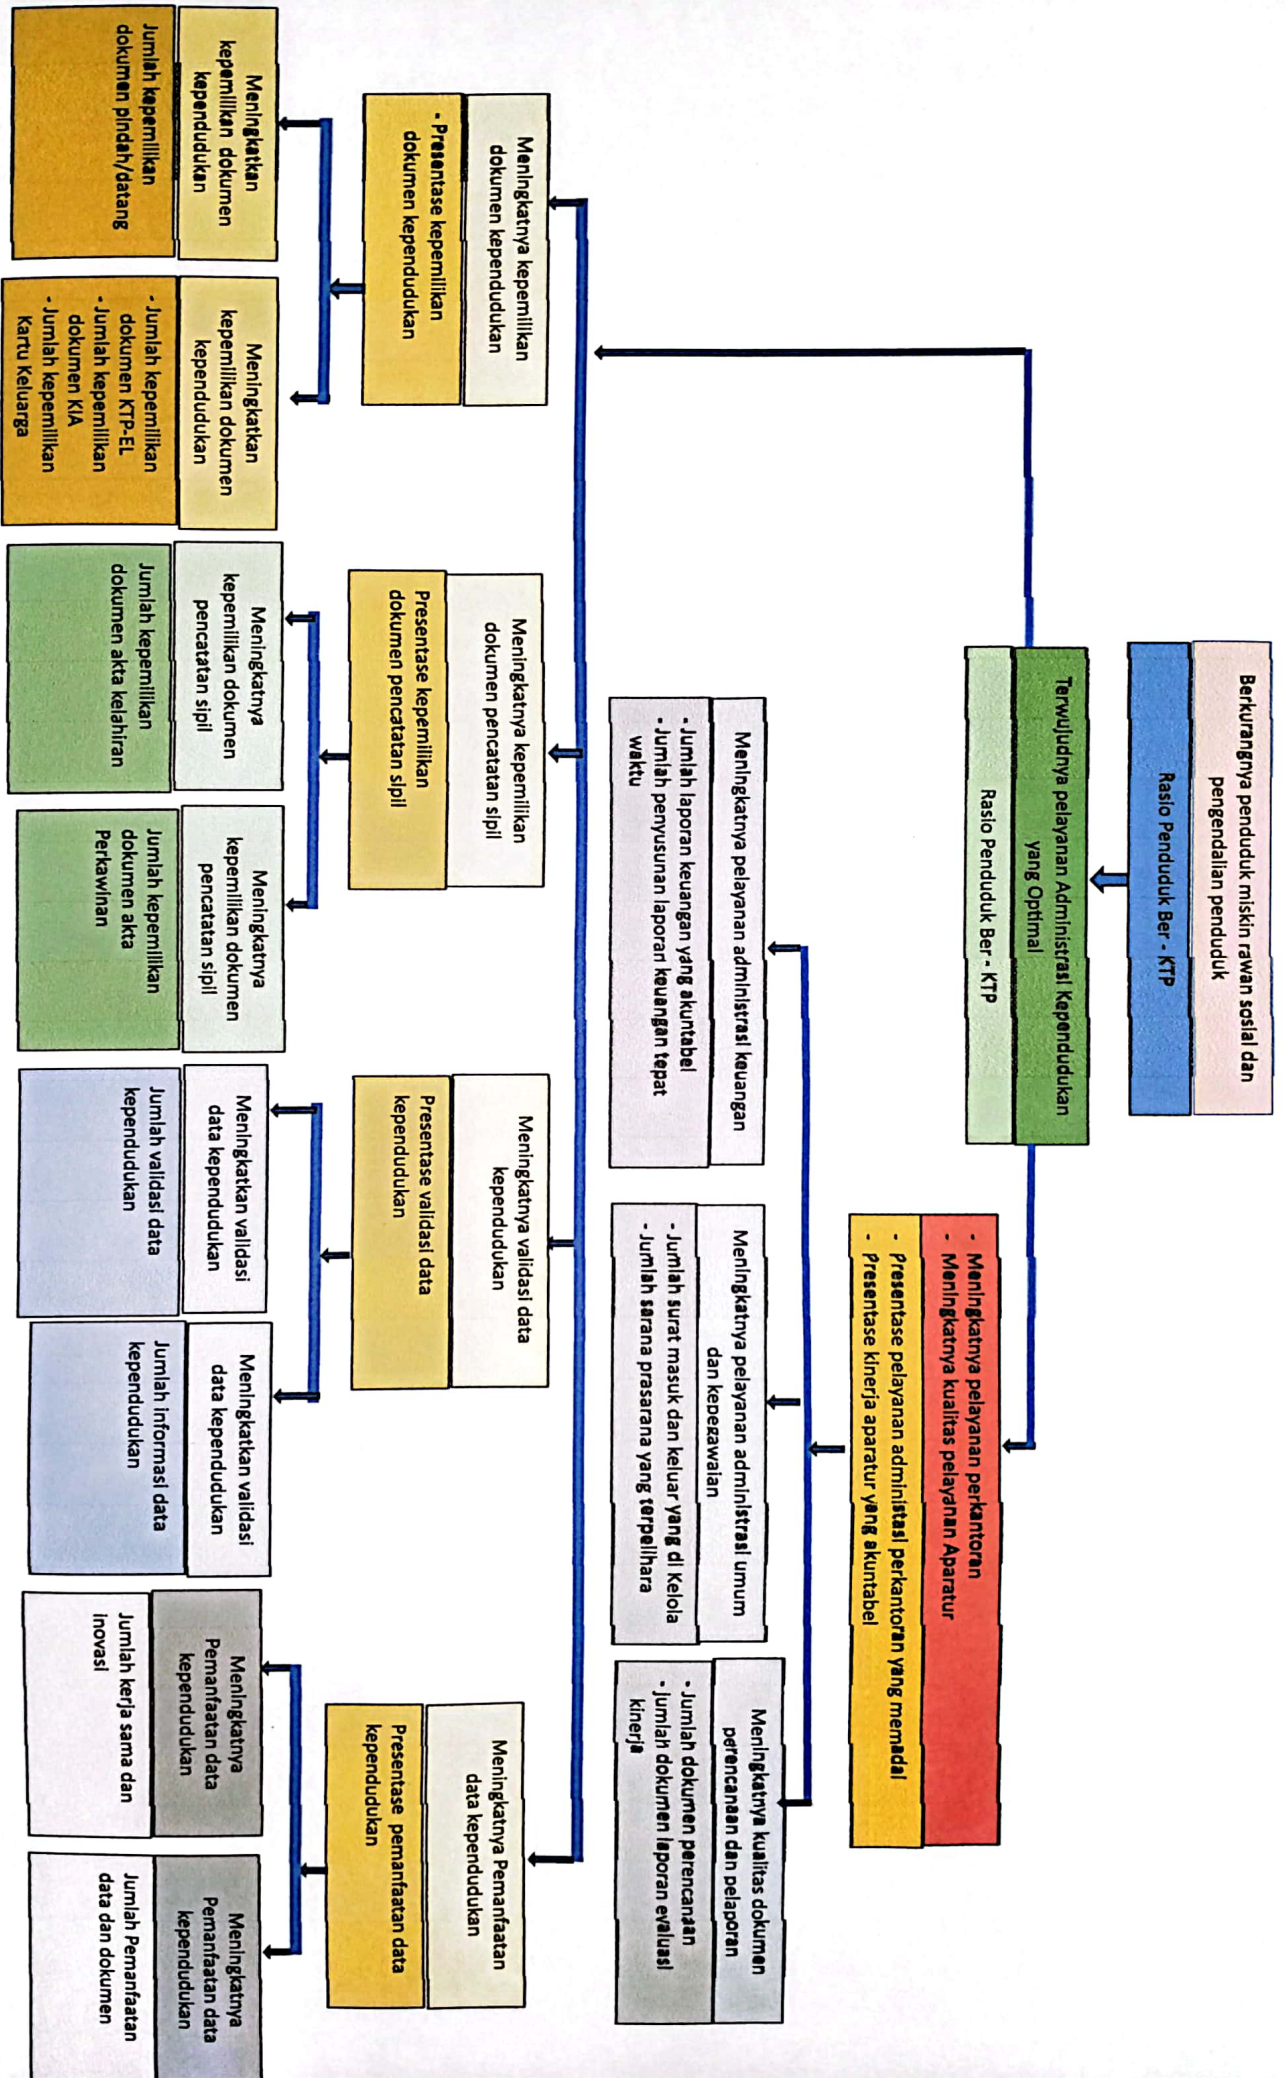 Berkurangnya penduduk miskin rawan sosial dan
pengendalian penduduk
Rasio Penduduk Ber - KTP
Terwujudnya pelayanan Administrasi Kependudukan
yang Optimal
Rasio Penduduk Ber - KTP
- Meningkatnya pelayanan perkantoran
- Meningkatnya kualitas pelayanan Aparatur
- Presentase pelayanan administasi perkantoran yang memadai
- Presentase kinerja aparatur yang akuntabel
Meningkatnya pelayanan administrasi keuangan
- Jumlah laporan keuangan yang akuntabel
- Jumlah penyusunan laporan keuangan tepat
waktu
Meningkatnya pelayanan administrasi umum
dan kepegawaian
- Jumlah surat masuk dan keluar yang di Kelola
- Jumlah sarana prasarana yang terpelihara
Meningkatnya kualitas dokumen
perencanaan dan pelaporan
- Jumlah dokumen perencanaan
- jumlah dokumen laporan evaluasi
kinerja
Meningkatnya kepemilikan
dokumen kependudukan
- Presentase kepemilikan
dokumen kependudukan
Meningkatnya kepemilikan
dokumen pencatatan sipil
Presentase kepemilikan
dokumen pencatatan sipil
Meningkatnya validasi data
kependudukan
Presentase validasi data
kependudukan
Meningkatnya Pemanfaatan
data kependudukan
Presentase pemanfaatan data
kependudukan
Meningkatkan
kepemilikan dokumen
kependudukan
Jumlah kepemilikan
dokumen pindah/datang
Meningkatkan
kepemilikan dokumen
kependudukan
- Jumlah kepemilikan
dokumen KTP-EL
- Jumlah kepemilikan
dokumen KIA
- Jumlah kepemilikan
Kartu Keluarga
Meningkatnya
kepemilikan dokumen
pencatatan sipil
Jumlah kepemilikan
dokumen akta kelahiran
Meningkatnya
kepemilikan dokumen
pencatatan sipil
Jumlah kepemilikan
dokumen akta
Perkawinan
Meningkatkan validasi
data kependudukan
Jumlah validasi data
kependudukan
Meningkatkan validasi
data kependudukan
Jumlah informasi data
kependudukan
Meningkatnya
Pemanfaatan data
kependudukan
Jumlah kerja sama dan
inovasi
Meningkatnya
Pemanfaatan data
kependudukan
Jumlah Pemanfaatan
data dan dokumen